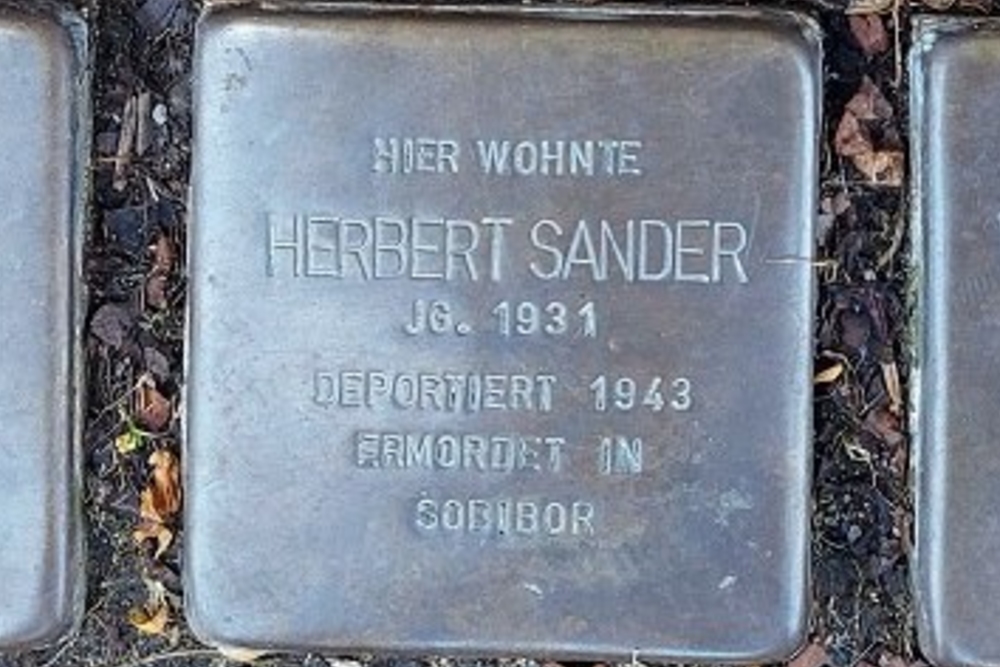 HIER WOHNTE
HERBERT SANDER
JG. 1931
DEPORTIERT 1943
ERMORDET IN
SOBIBOR